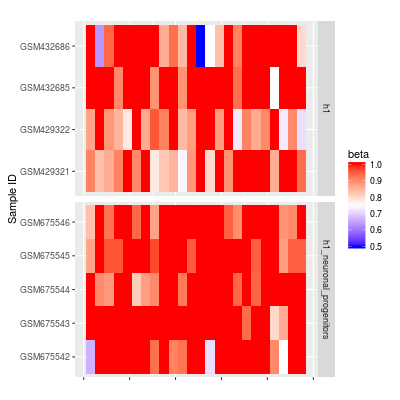 GSM432686
GSM432685
GSM429322
GSM429321
h1
GSM675546
GSM675545
GSM675544
GSM675543
GSM675542
h1_neuronal_progenitors
Sample ID
beta
1.0
0.9
0.8
0.7
0.6
0.5